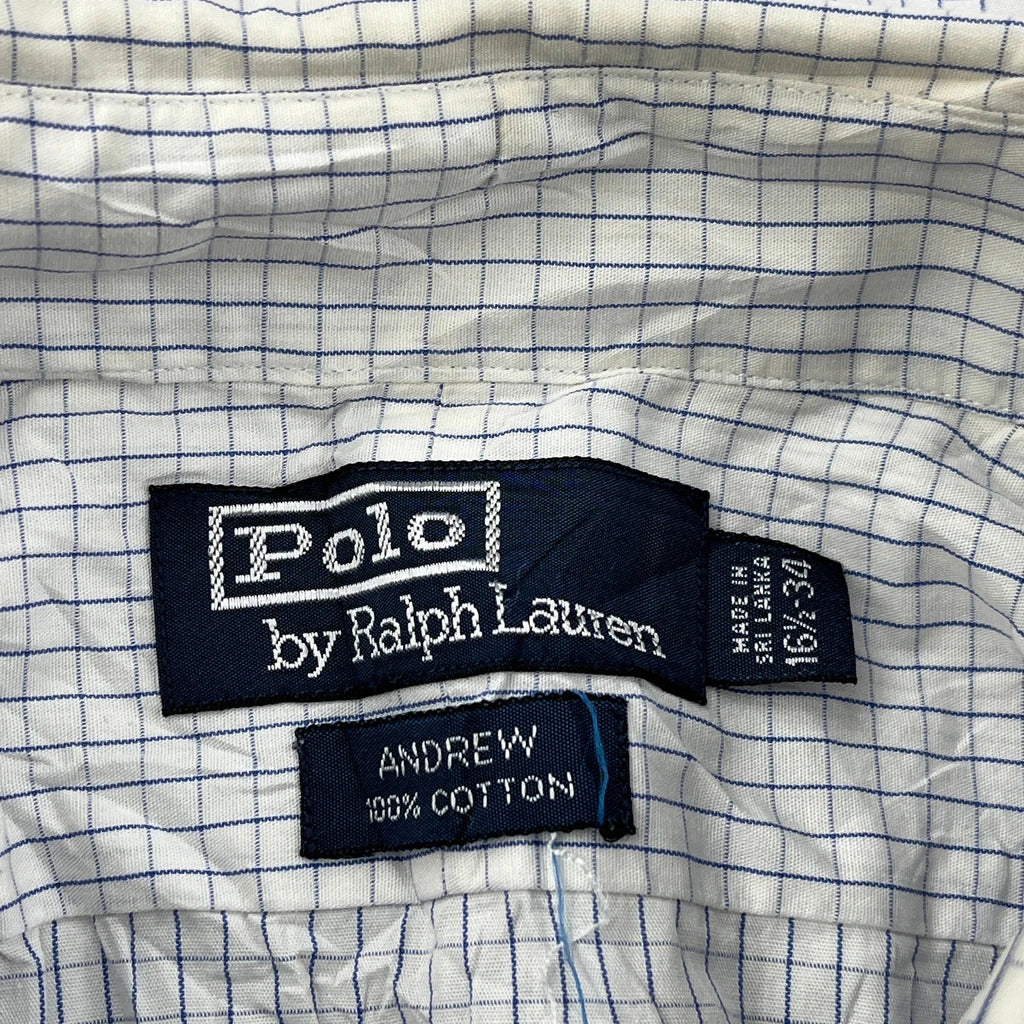 Polo
by Ralph Lauren
MADE IN
SRI LANKA
16½-34
ANDREW
100% COTTON